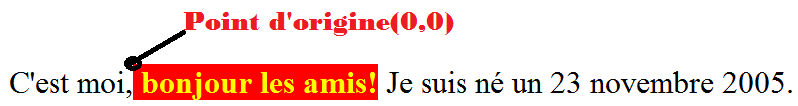 Point d'origine(0,0)
C'est moi, bonjour les amis! Je suis né un 23 novembre 2005.